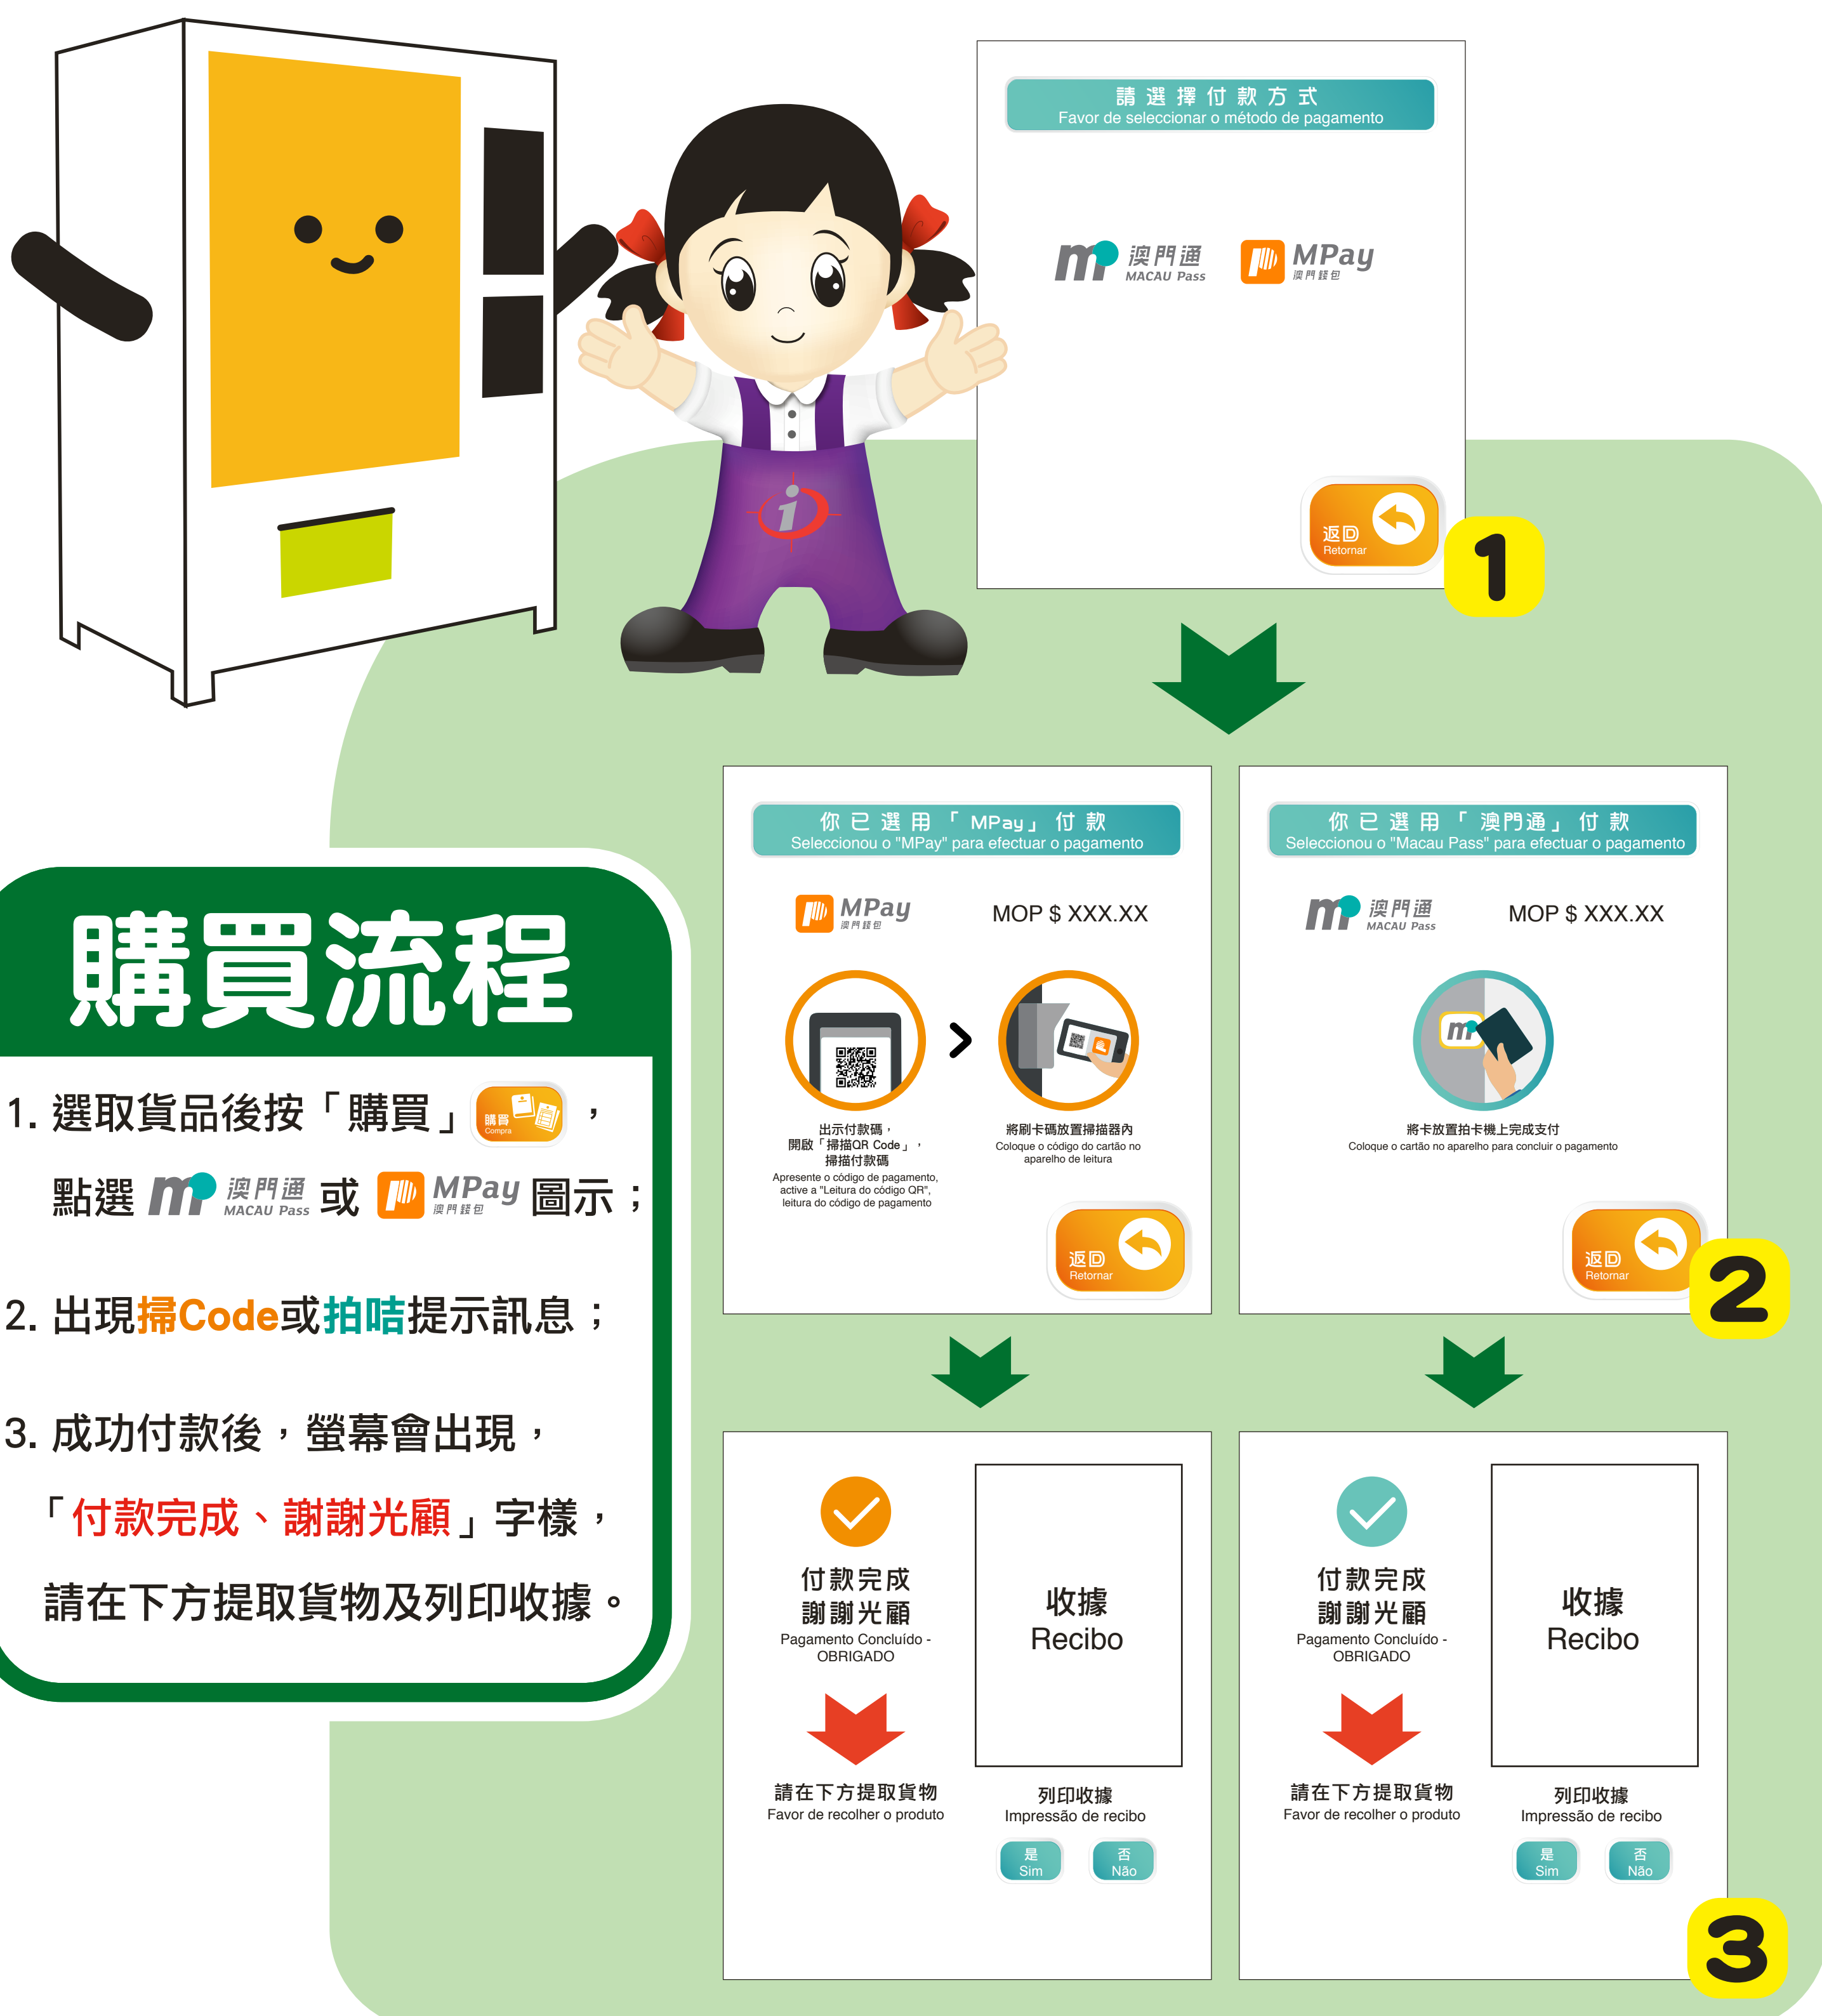 請選擇付款方式
Favor de seleccionar o método de pagamento
澳門通
MACAU Pass
MPay
澳門錢包
返回
Retornar
1
購買流程
1. 選取貨品後按「購買」購買 Compra，
點選 澳門通 MACAU Pass 或 MPay 澳門錢包 圖示；
2. 出現掃Code或拍咭提示訊息；
3. 成功付款後，螢幕會出現，
「付款完成、謝謝光顧」字樣，
請在下方提取貨物及列印收據。
你已選用「MPay」付款
Seleccionou o "MPay" para efectuar o pagamento
MPay
澳門錢包
MOP $ XXX.XX
出示付款碼，
開啟「掃描QR Code」，
掃描付款碼
Apresente o código de pagamento,
active a "Leitura do código QR",
leitura do código de pagamento
將刷卡碼放置掃描器內
Coloque o código do cartão no
aparelho de leitura
返回
Retornar
你已選用「澳門通」付款
Seleccionou o "Macau Pass" para efectuar o pagamento
澳門通
MACAU Pass
MOP $ XXX.XX
將卡放置拍卡機上完成支付
Coloque o cartão no aparelho para concluir o pagamento
返回
Retornar
2
付款完成
謝謝光顧
Pagamento Concluído -
OBRIGADO
請在下方提取貨物
Favor de recolher o produto
收據
Recibo
列印收據
Impressão de recibo
是
Sim
否
Não
付款完成
謝謝光顧
Pagamento Concluído -
OBRIGADO
請在下方提取貨物
Favor de recolher o produto
收據
Recibo
列印收據
Impressão de recibo
是
Sim
否
Não
3